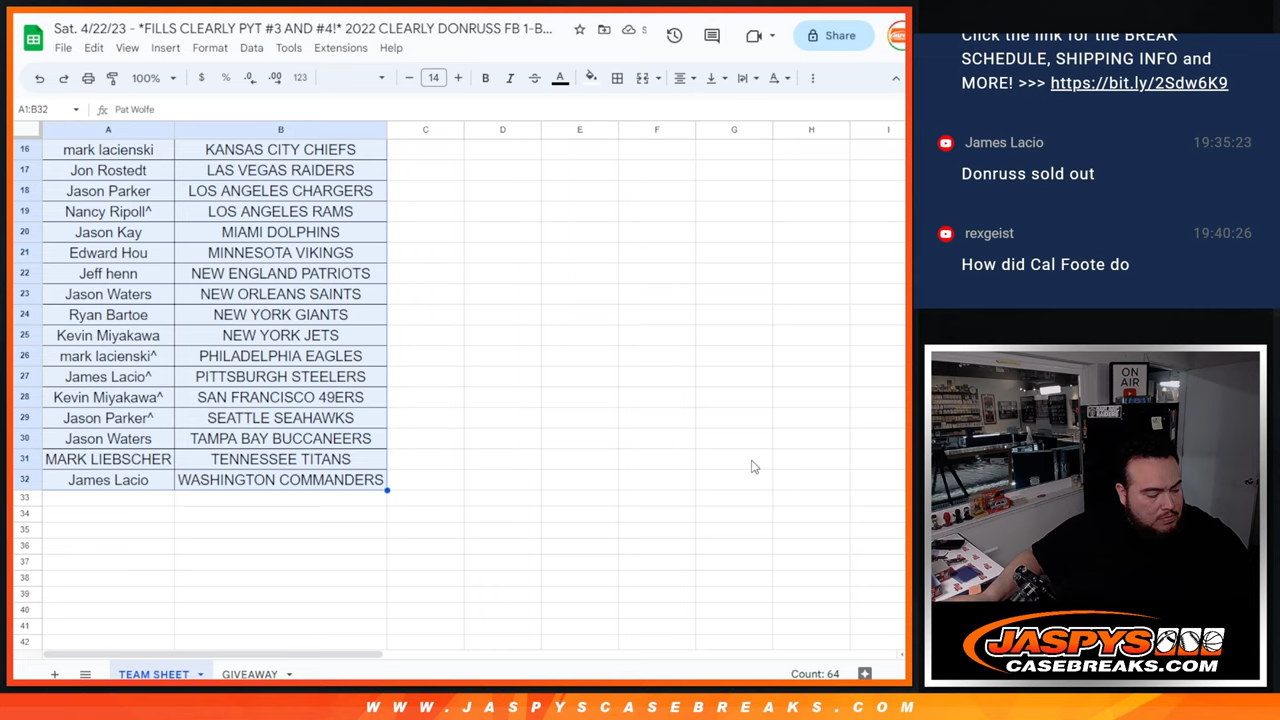 Sat. 4/22/23 - *FILLS CLEARLY PYT #3 AND #4!* 2022 CLEARLY DONRUSS FB 1-B...
File Edit View Insert Format Data Tools Extensions Help
Share
100% $ % .0 .00 123 14 B I A
A1:B32 fx Pat Wolfe
A B C D E F G H I
16 mark lacienski KANSAS CITY CHIEFS
17 Jon Rostedt LAS VEGAS RAIDERS
18 Jason Parker LOS ANGELES CHARGERS
19 Nancy Ripoll^ LOS ANGELES RAMS
20 Jason Kay MIAMI DOLPHINS
21 Edward Hou MINNESOTA VIKINGS
22 Jeff henn NEW ENGLAND PATRIOTS
23 Jason Waters NEW ORLEANS SAINTS
24 Ryan Bartoe NEW YORK GIANTS
25 Kevin Miyakawa NEW YORK JETS
26 mark lacienski^ PHILADELPHIA EAGLES
27 James Lacio^ PITTSBURGH STEELERS
28 Kevin Miyakawa^ SAN FRANCISCO 49ERS
29 Jason Parker^ SEATTLE SEAHAWKS
30 Jason Waters TAMPA BAY BUCCANEERS
31 MARK LIEBSCHER TENNESSEE TITANS
32 James Lacio WASHINGTON COMMANDERS
33
34
35
36
37
38
39
40
41
42
TEAM SHEET GIVEAWAY Count: 64
Click the link for the BREAK
SCHEDULE, SHIPPING INFO and
MORE! >>> https://bit.ly/2Sdw6K9
James Lacio 19:35:23
Donruss sold out
rexgeist 19:40:26
How did Cal Foote do
ON
AIR
JASPYS
CASEBREAKS.COM
WWW.JASPYSCASEBREAKS.COM